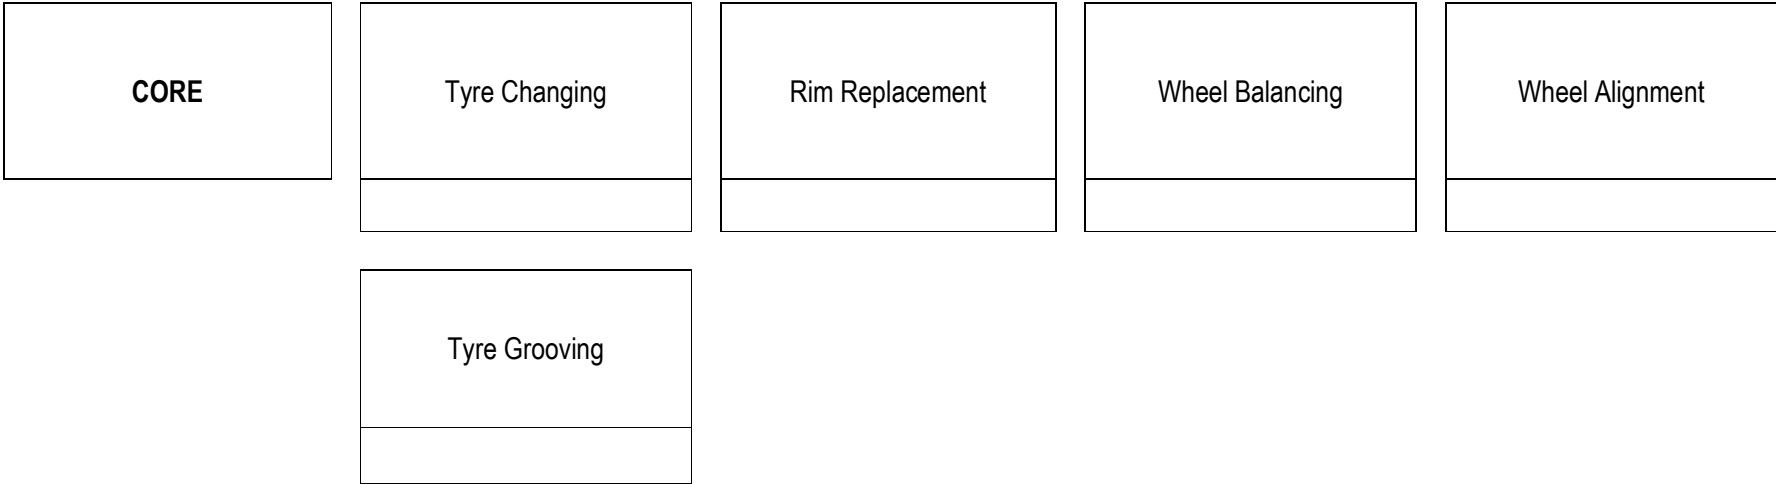 CORE
Tyre Changing
Rim Replacement
Wheel Balancing
Wheel Alignment
Tyre Grooving